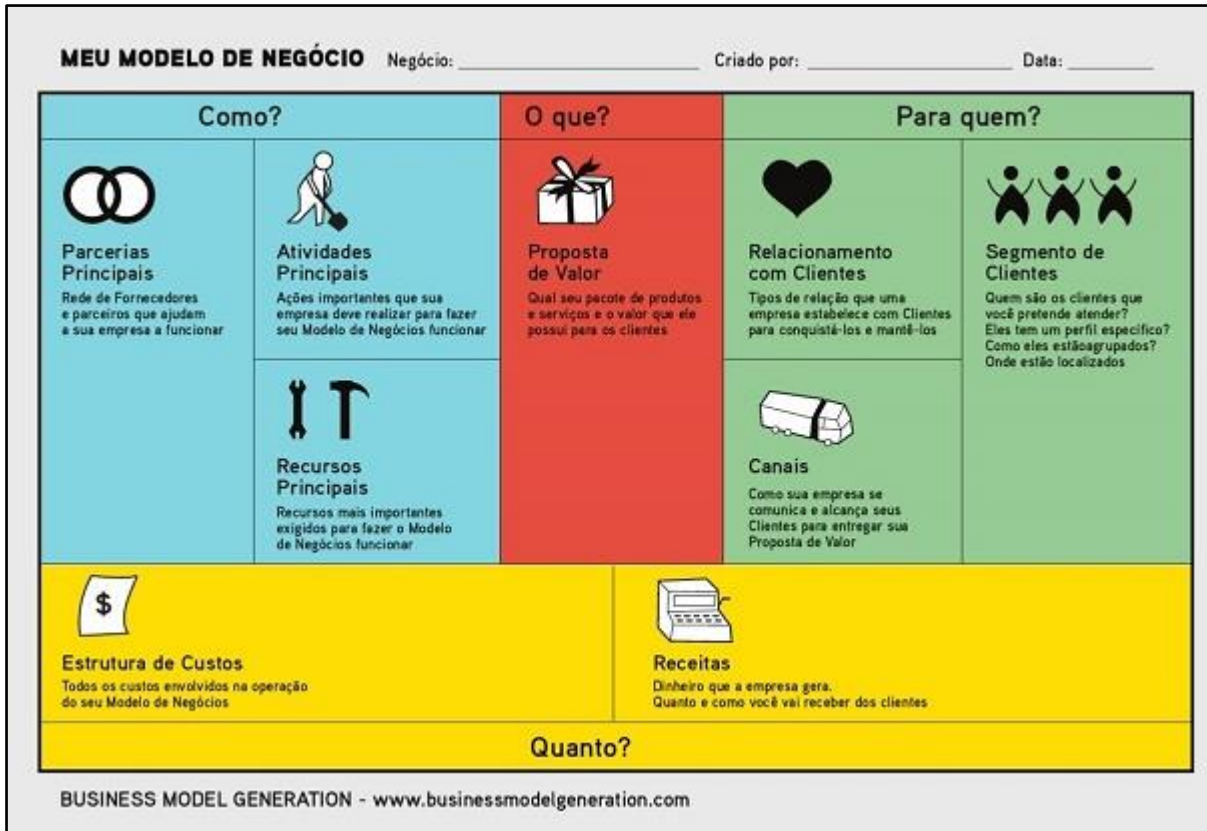 MEU MODELO DE NEGÓCIO Negócio: Criado por: Data:
Como?
O que?
Para quem?
Parcerias
Principais
Rede de Fornecedores
e parceiros que ajudam
a sua empresa a funcionar
Atividades
Principais
Ações importantes que sua
empresa deve realizar para fazer
seu Modelo de Negócios funcionar
Recursos
Principais
Recursos mais importantes
exigidos para fazer o Modelo
de Negócios funcionar
Proposta
de Valor
Qual seu pacote de produtos
e serviços e o valor que ele
possui para os clientes
Relacionamento
com Clientes
Tipos de relação que uma
empresa estabelece com Clientes
para conquistá-los e mantê-los
Canais
Como sua empresa se
comunica e alcança seus
Clientes para entregar sua
Proposta de Valor
Segmento de
Clientes
Quem são os clientes que
você pretende atender?
Eles tem um perfil específico?
Como eles estãoagrupados?
Onde estão localizados
$
Estrutura de Custos
Todos os custos envolvidos na operação
do seu Modelo de Negócios
Receitas
Dinheiro que a empresa gera.
Quanto e como você vai receber dos clientes
Quanto?
BUSINESS MODEL GENERATION - www.businessmodelgeneration.com